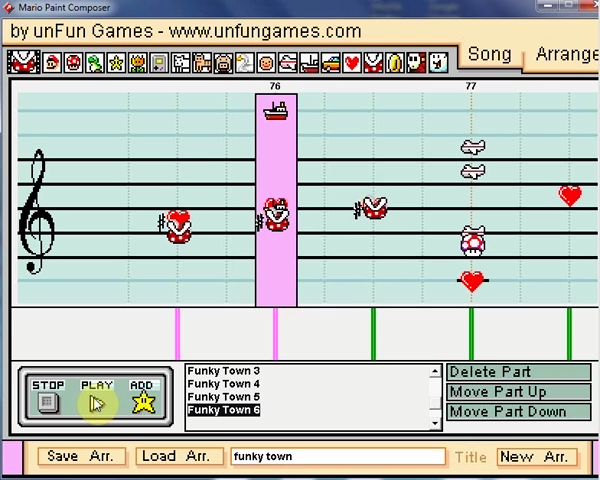 Mario Paint Composer
by unFun Games - www.unfungames.com
Song
Arrange
76
77
STOP PLAY ADD
Funky Town 3
Funky Town 4
Funky Town 5
Funky Town 6
Delete Part
Move Part Up
Move Part Down
Save Arr.
Load Arr.
funky town
Title
New Arr.